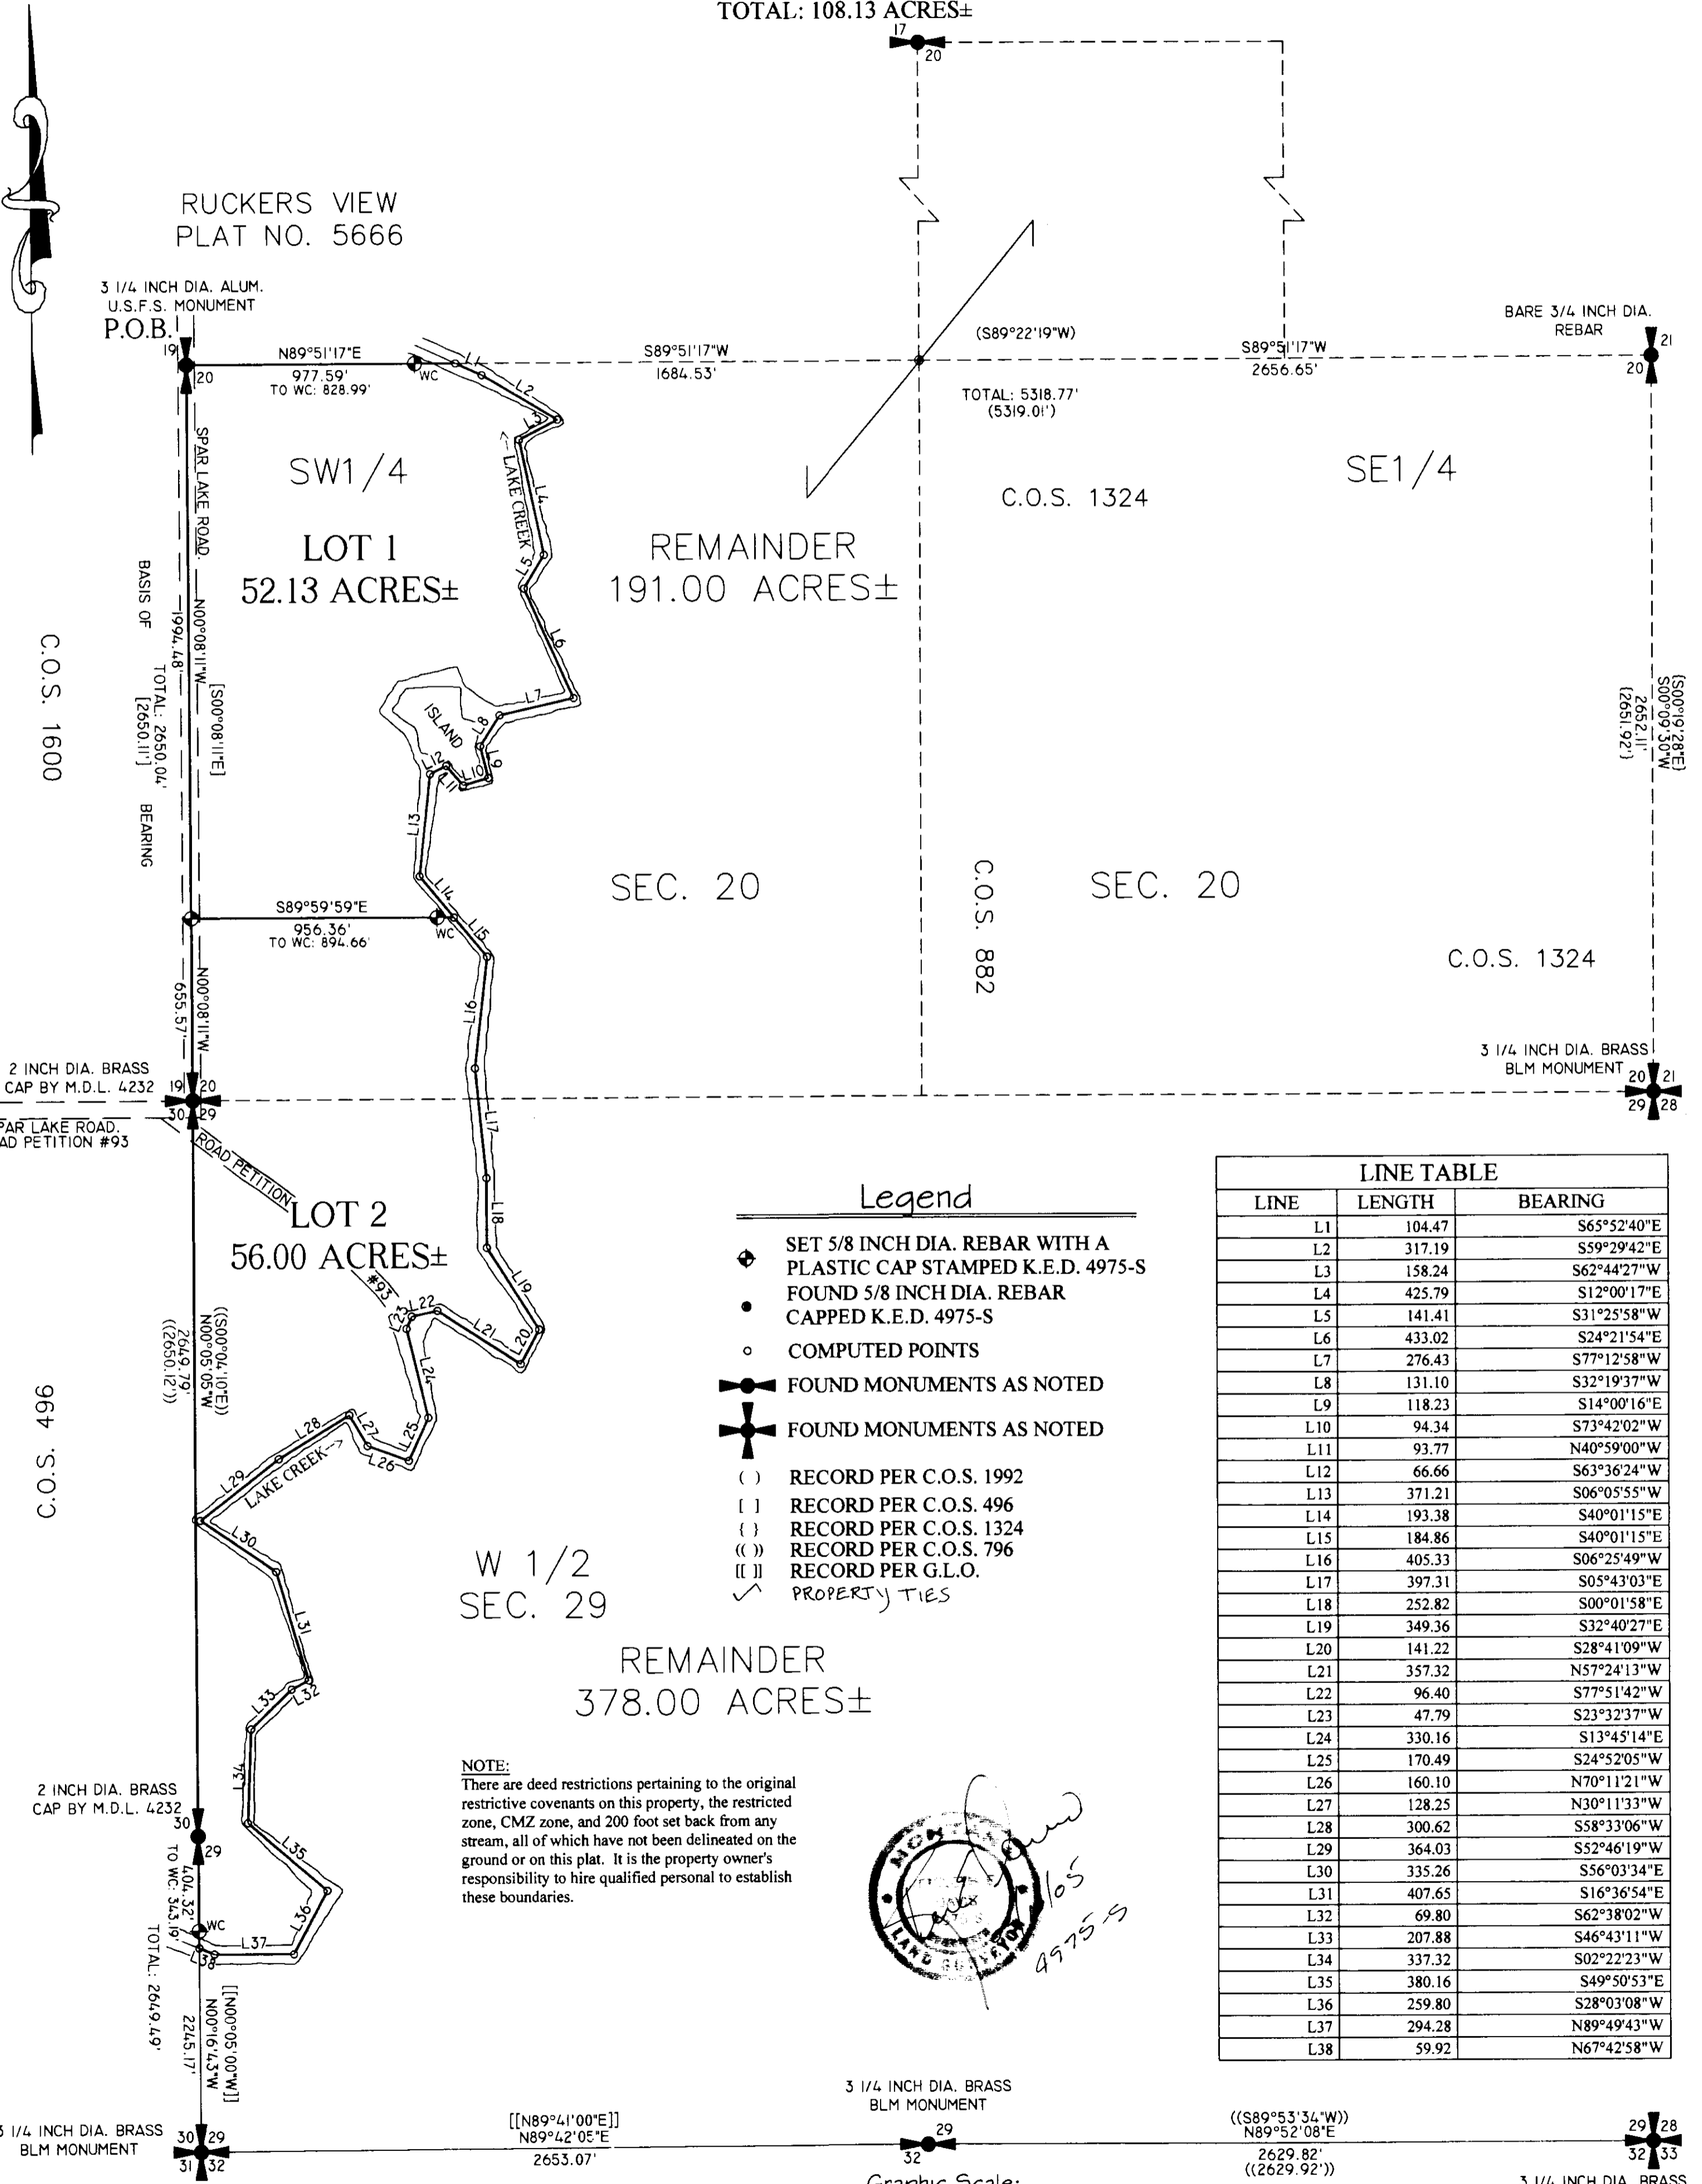 TOTAL: 108.13 ACRES±
17
20
RUCKERS VIEW
PLAT NO. 5666
3 1/4 INCH DIA. ALUM.
U.S.F.S. MONUMENT
P.O.B.
19
20
N89°51'17"E
977.59'
TO WC: 828.99'
WC
S89°51'17"W
1684.53'
(S89°22'19"W)
TOTAL: 5318.77'
(5319.01')
S89°51'17"W
2656.65'
BARE 3/4 INCH DIA.
REBAR
21
20
L1
L2
L3
L4
L5
L6
L7
L8
L9
L10
L11
L12
L13
L14
L15
L16
L17
L18
L19
L20
L21
L22
L23
L24
L25
L26
L27
L28
L29
L30
L31
L32
L33
L34
L35
L36
L37
L38
LAKE CREEK
SW1/4
LOT 1
52.13 ACRES±
REMAINDER
191.00 ACRES±
C.O.S. 1324
SE1/4
SPAR LAKE ROAD.
N00°08'11"W
1994.48'
[S00°08'11"E]
BASIS OF BEARING
TOTAL: 2650.04'
[2650.11']
C.O.S. 1600
ISLAND
{S00°19'28"E}
S00°09'30"W
2652.11'
{2651.92'}
SEC. 20
SEC. 20
C.O.S. 882
C.O.S. 1324
S89°59'59"E
956.36'
TO WC: 894.66'
WC
N00°08'11"W
655.57'
2 INCH DIA. BRASS
CAP BY M.D.L. 4232
19 20
30 29
PAR LAKE ROAD.
AD PETITION #93
ROAD PETITION
#93
3 1/4 INCH DIA. BRASS
BLM MONUMENT
20 21
29 28
LOT 2
56.00 ACRES±
((S00°04'10"E))
N00°05'05"W
2649.79'
((2650.12'))
C.O.S. 496
LAKE CREEK
Legend
SET 5/8 INCH DIA. REBAR WITH A
PLASTIC CAP STAMPED K.E.D. 4975-S
FOUND 5/8 INCH DIA. REBAR
CAPPED K.E.D. 4975-S
COMPUTED POINTS
FOUND MONUMENTS AS NOTED
FOUND MONUMENTS AS NOTED
( ) RECORD PER C.O.S. 1992
[ ] RECORD PER C.O.S. 496
{ } RECORD PER C.O.S. 1324
(( )) RECORD PER C.O.S. 796
[[ ]] RECORD PER G.L.O.
PROPERTY TIES
LINE TABLE
LINE LENGTH BEARING
L1 104.47 S65°52'40"E
L2 317.19 S59°29'42"E
L3 158.24 S62°44'27"W
L4 425.79 S12°00'17"E
L5 141.41 S31°25'58"W
L6 433.02 S24°21'54"E
L7 276.43 S77°12'58"W
L8 131.10 S32°19'37"W
L9 118.23 S14°00'16"E
L10 94.34 S73°42'02"W
L11 93.77 N40°59'00"W
L12 66.66 S63°36'24"W
L13 371.21 S06°05'55"W
L14 193.38 S40°01'15"E
L15 184.86 S40°01'15"E
L16 405.33 S06°25'49"W
L17 397.31 S05°43'03"E
L18 252.82 S00°01'58"E
L19 349.36 S32°40'27"E
L20 141.22 S28°41'09"W
L21 357.32 N57°24'13"W
L22 96.40 S77°51'42"W
L23 47.79 S23°32'37"W
L24 330.16 S13°45'14"E
L25 170.49 S24°52'05"W
L26 160.10 N70°11'21"W
L27 128.25 N30°11'33"W
L28 300.62 S58°33'06"W
L29 364.03 S52°46'19"W
L30 335.26 S56°03'34"E
L31 407.65 S16°36'54"E
L32 69.80 S62°38'02"W
L33 207.88 S46°43'11"W
L34 337.32 S02°22'23"W
L35 380.16 S49°50'53"E
L36 259.80 S28°03'08"W
L37 294.28 N89°49'43"W
L38 59.92 N67°42'58"W
W 1/2
SEC. 29
REMAINDER
378.00 ACRES±
NOTE:
There are deed restrictions pertaining to the original
restrictive covenants on this property, the restricted
zone, CMZ zone, and 200 foot set back from any
stream, all of which have not been delineated on the
ground or on this plat. It is the property owner's
responsibility to hire qualified personal to establish
these boundaries.
LAND SURVEYOR
4975-S
2 INCH DIA. BRASS
CAP BY M.D.L. 4232
30
29
404.32'
TO WC: 343.19'
WC
TOTAL: 2649.49'
[[N00°05'00"W]]
N00°16'43"W
2245.17'
3 1/4 INCH DIA. BRASS
BLM MONUMENT
30 29
31 32
[[N89°41'00"E]]
N89°42'05"E
2653.07'
3 1/4 INCH DIA. BRASS
BLM MONUMENT
29
32
((S89°53'34"W))
N89°52'08"E
2629.82'
((2629.92'))
29 28
32 33
Graphic Scale:
3 1/4 INCH DIA. BRASS